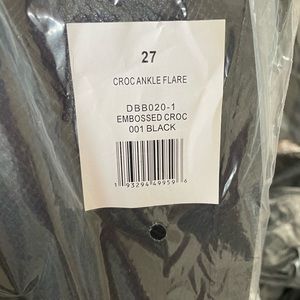 27
CROC ANKLE FLARE
DBB020-1
EMBOSSED CROC
001 BLACK
1 93294 49959 6